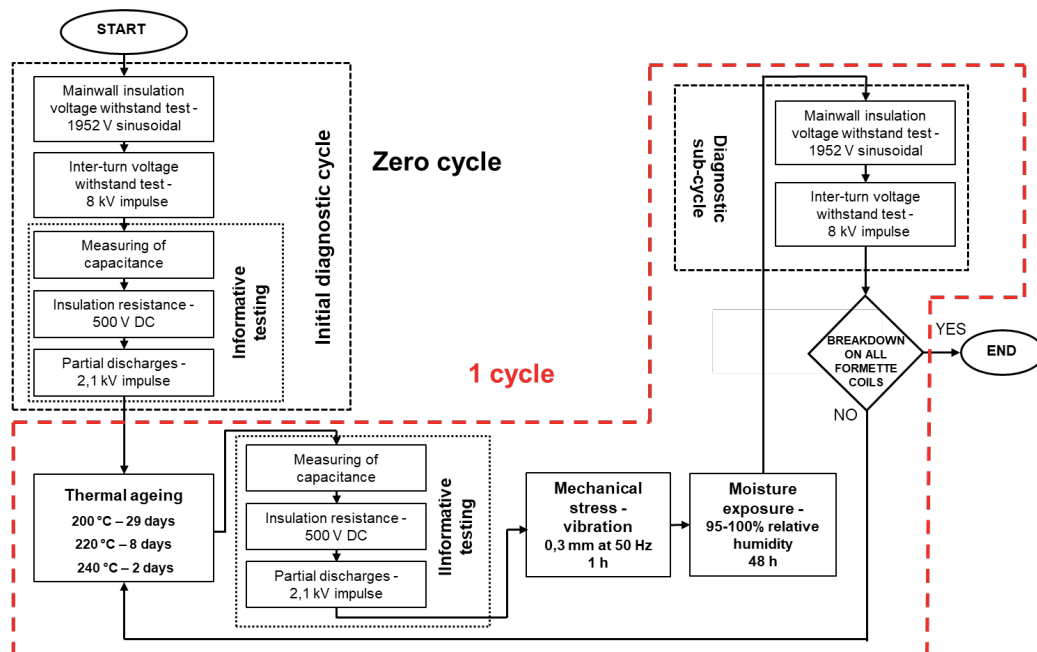 START
Mainwall insulation
voltage withstand test -
1952 V sinusoidal
Inter-turn voltage
withstand test -
8 kV impulse
Measuring of
capacitance
Insulation resistance -
500 V DC
Partial discharges -
2,1 kV impulse
Informative
testing
Initial diagnostic cycle
Zero cycle
1 cycle
Thermal ageing
200 °C – 29 days
220 °C – 8 days
240 °C – 2 days
Measuring of
capacitance
Insulation resistance -
500 V DC
Partial discharges -
2,1 kV impulse
IInformative
testing
Mechanical
stress -
vibration
0,3 mm at 50 Hz
1 h
Moisture
exposure -
95-100% relative
humidity
48 h
Diagnostic
sub-cycle
Mainwall insulation
voltage withstand test -
1952 V sinusoidal
Inter-turn voltage
withstand test -
8 kV impulse
BREAKDOWN
ON ALL
FORMETTE
COILS
YES
END
NO